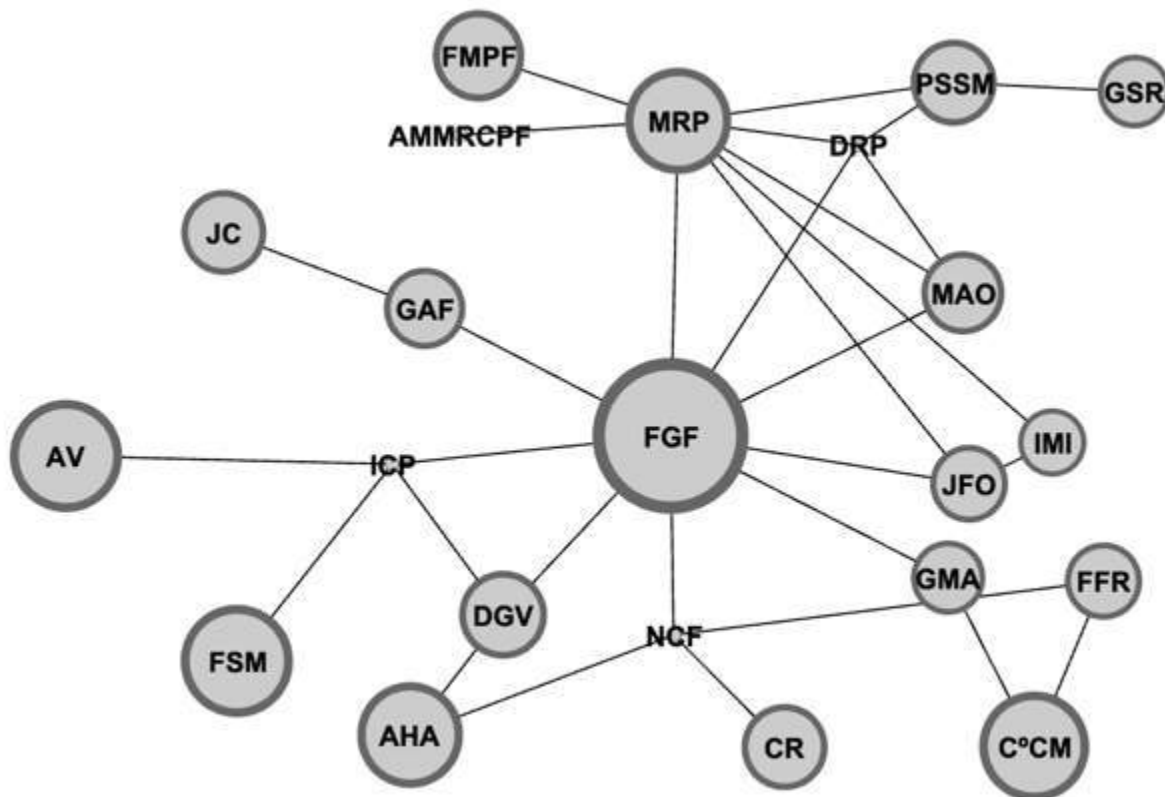 FMPF
PSSM
GSR
MRP
AMMRCPF
DRP
JC
GAF
MAO
FGF
AV
ICP
IMI
JFO
GMA
FFR
DGV
NCF
FSM
AHA
CR
CºCM